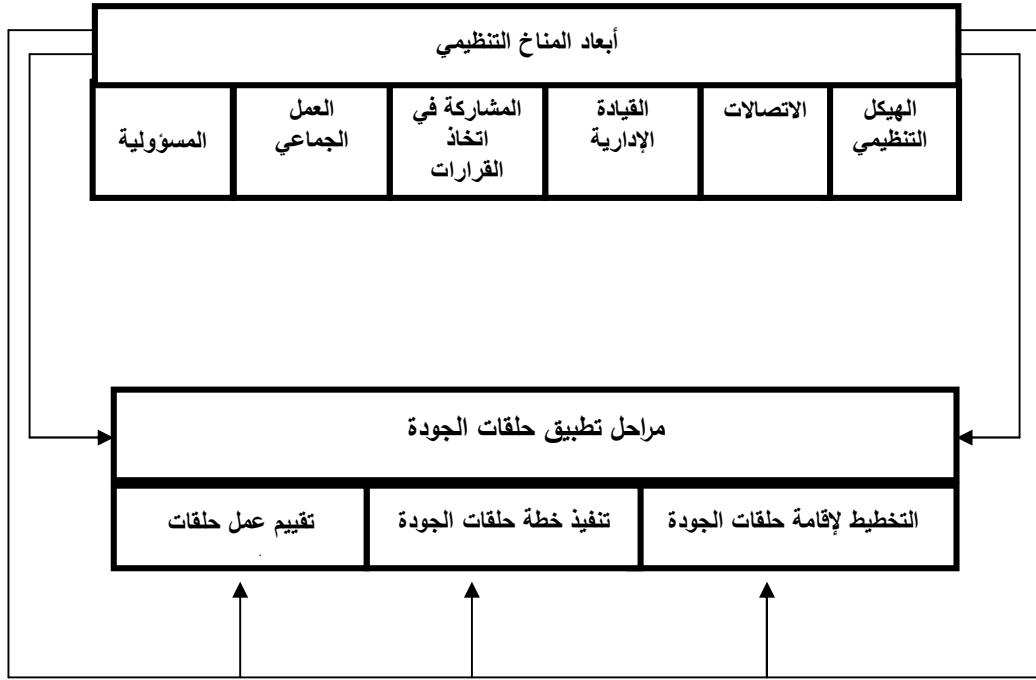 أبعاد المناخ التنظيمي
الهيكل
التنظيمي
الاتصالات
القيادة
الإدارية
المشاركة في
اتخاذ
القرارات
العمل
الجماعي
المسؤولية
مراحل تطبيق حلقات الجودة
التخطيط لإقامة حلقات الجودة
تنفيذ خطة حلقات الجودة
تقييم عمل حلقات